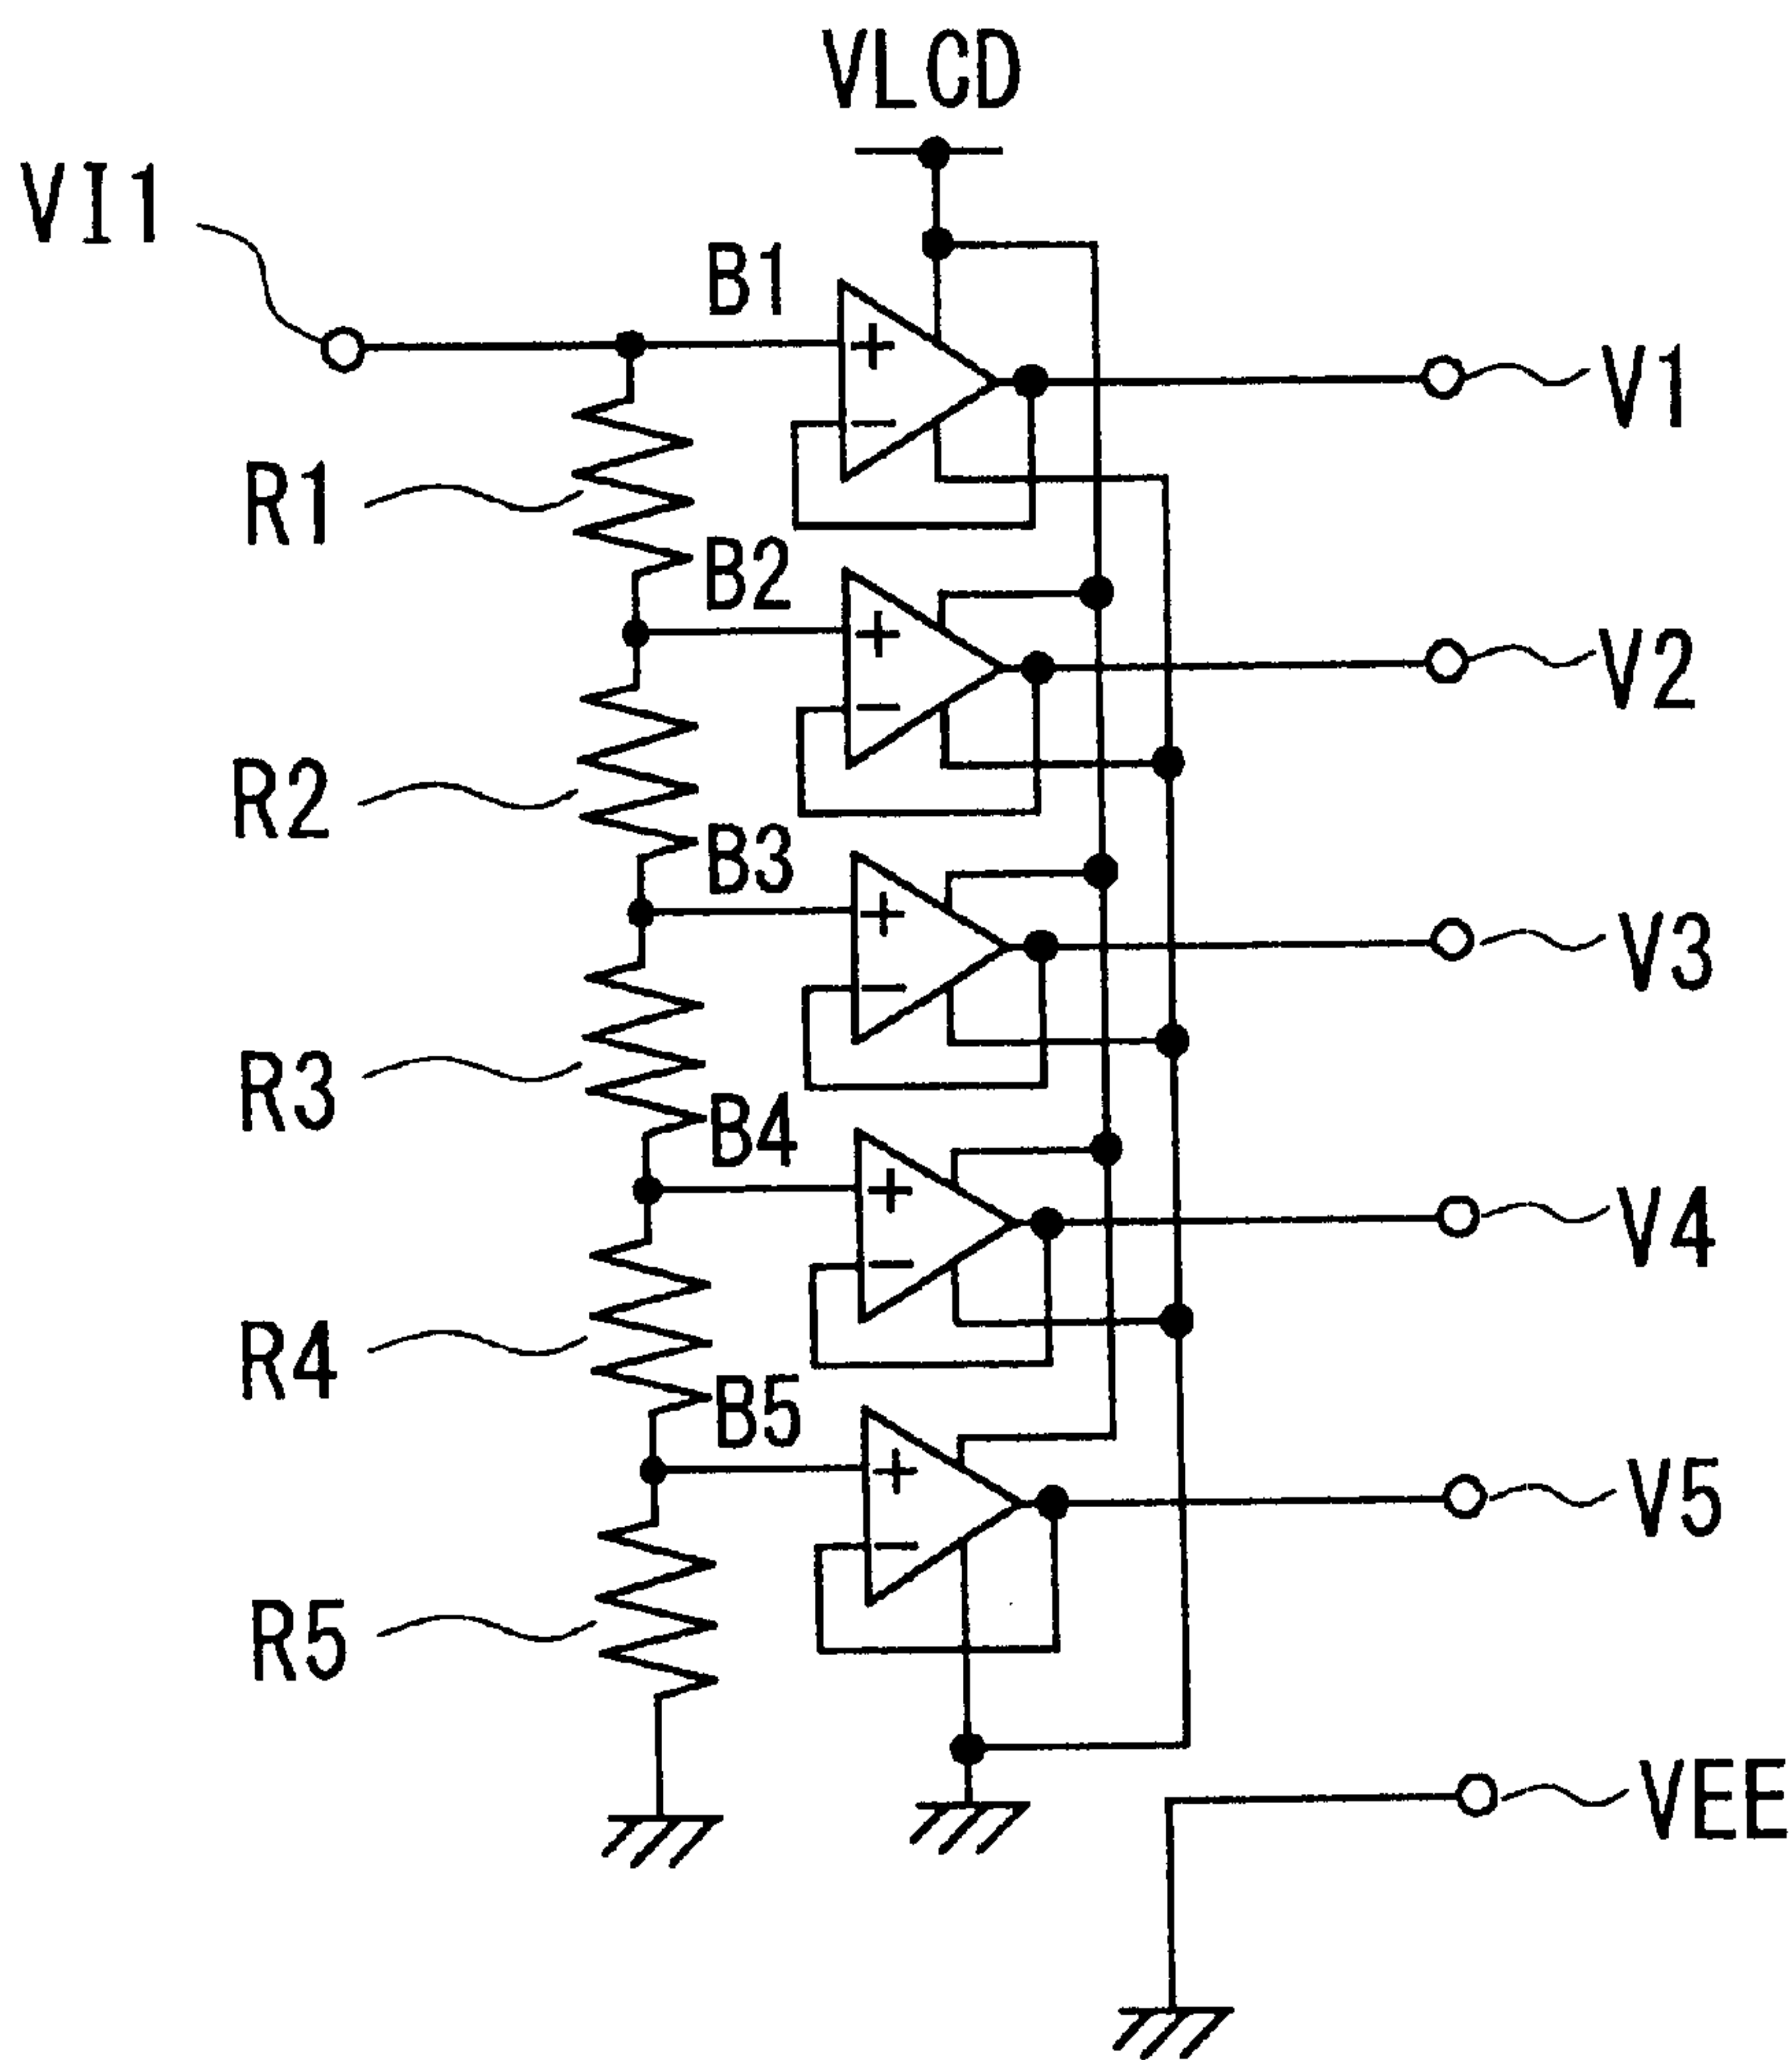 VLCD
VI1
B1
+
−
V1
R1
B2
+
−
V2
R2
B3
+
−
V3
R3
B4
+
−
V4
R4
B5
+
−
V5
R5
VEE